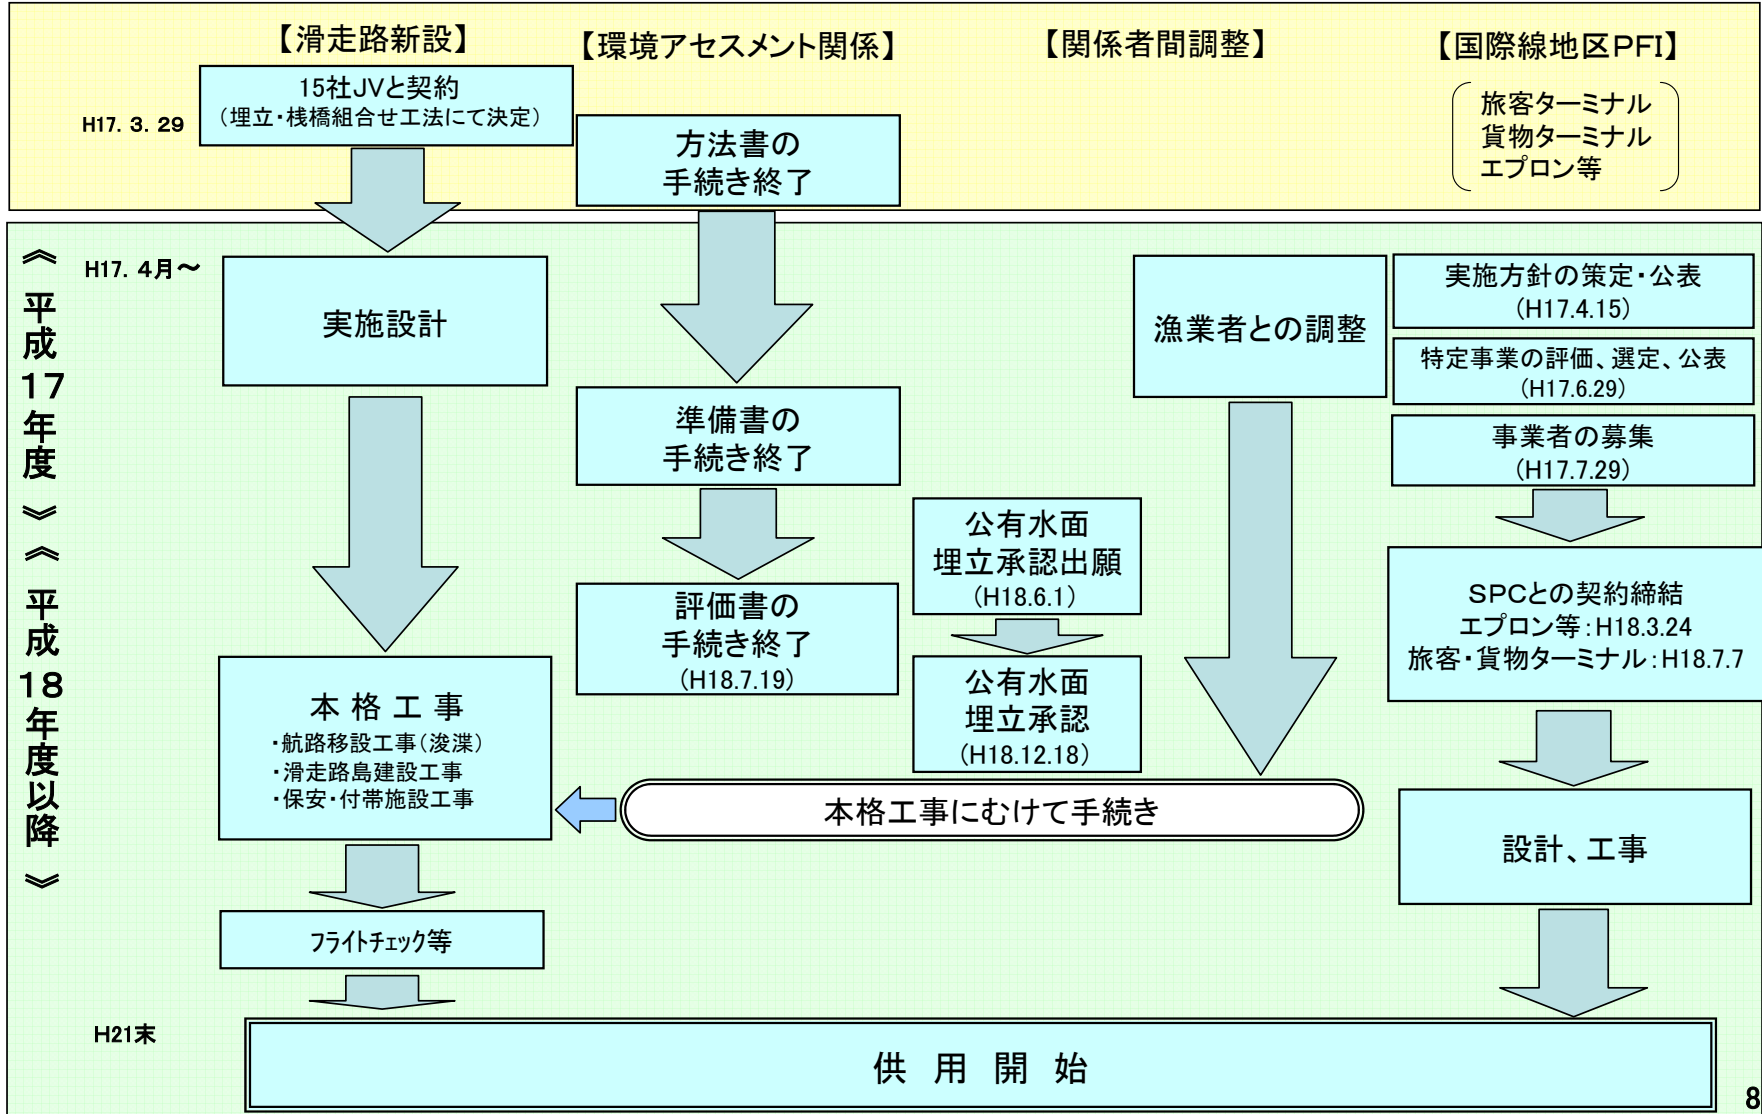 【滑走路新設】
【環境アセスメント関係】
【関係者間調整】
【国際線地区PFI】
H17. 3. 29
15社JVと契約
(埋立・桟橋組合せ工法にて決定)
方法書の
手続き終了
旅客ターミナル
貨物ターミナル
エプロン等
《平成17年度》
H17. 4月～
実施設計
準備書の
手続き終了
漁業者との調整
実施方針の策定・公表
(H17.4.15)
特定事業の評価、選定、公表
(H17.6.29)
事業者の募集
(H17.7.29)
《平成18年度以降》
評価書の
手続き終了
(H18.7.19)
公有水面
埋立承認出願
(H18.6.1)
公有水面
埋立承認
(H18.12.18)
SPCとの契約締結
エプロン等:H18.3.24
旅客・貨物ターミナル:H18.7.7
本 格 工 事
・航路移設工事(浚渫)
・滑走路島建設工事
・保安・付帯施設工事
本格工事にむけて手続き
設計、工事
フライトチェック等
H21末
供 用 開 始
8